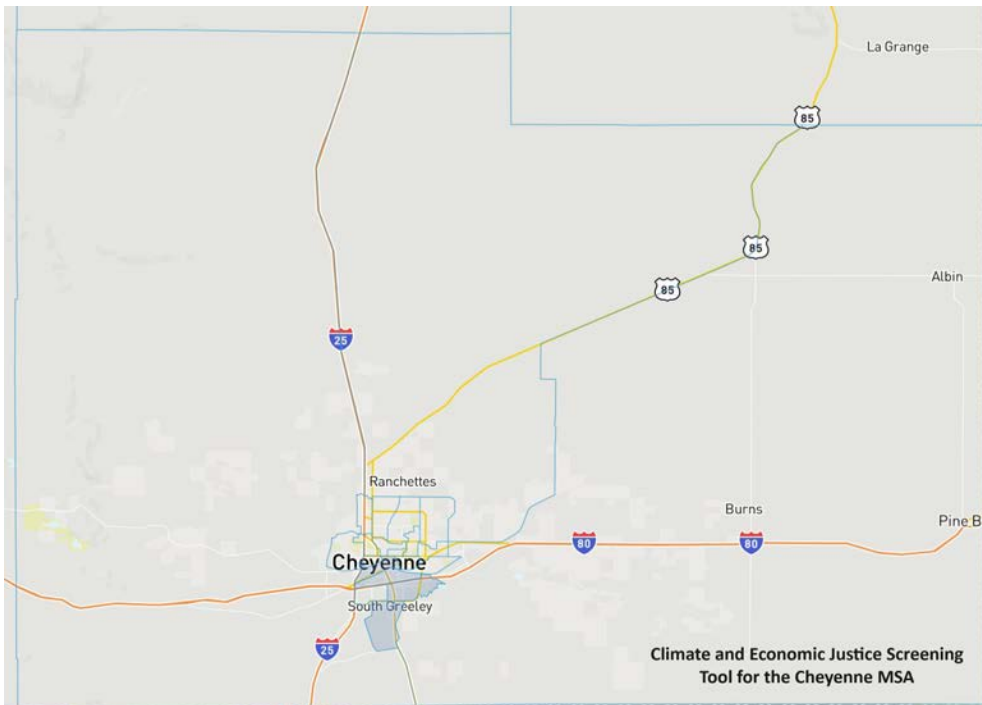 La Grange
85
85
Albin
85
25
Ranchettes
Burns
Pine B
80
80
Cheyenne
South Greeley
25
Climate and Economic Justice Screening
Tool for the Cheyenne MSA